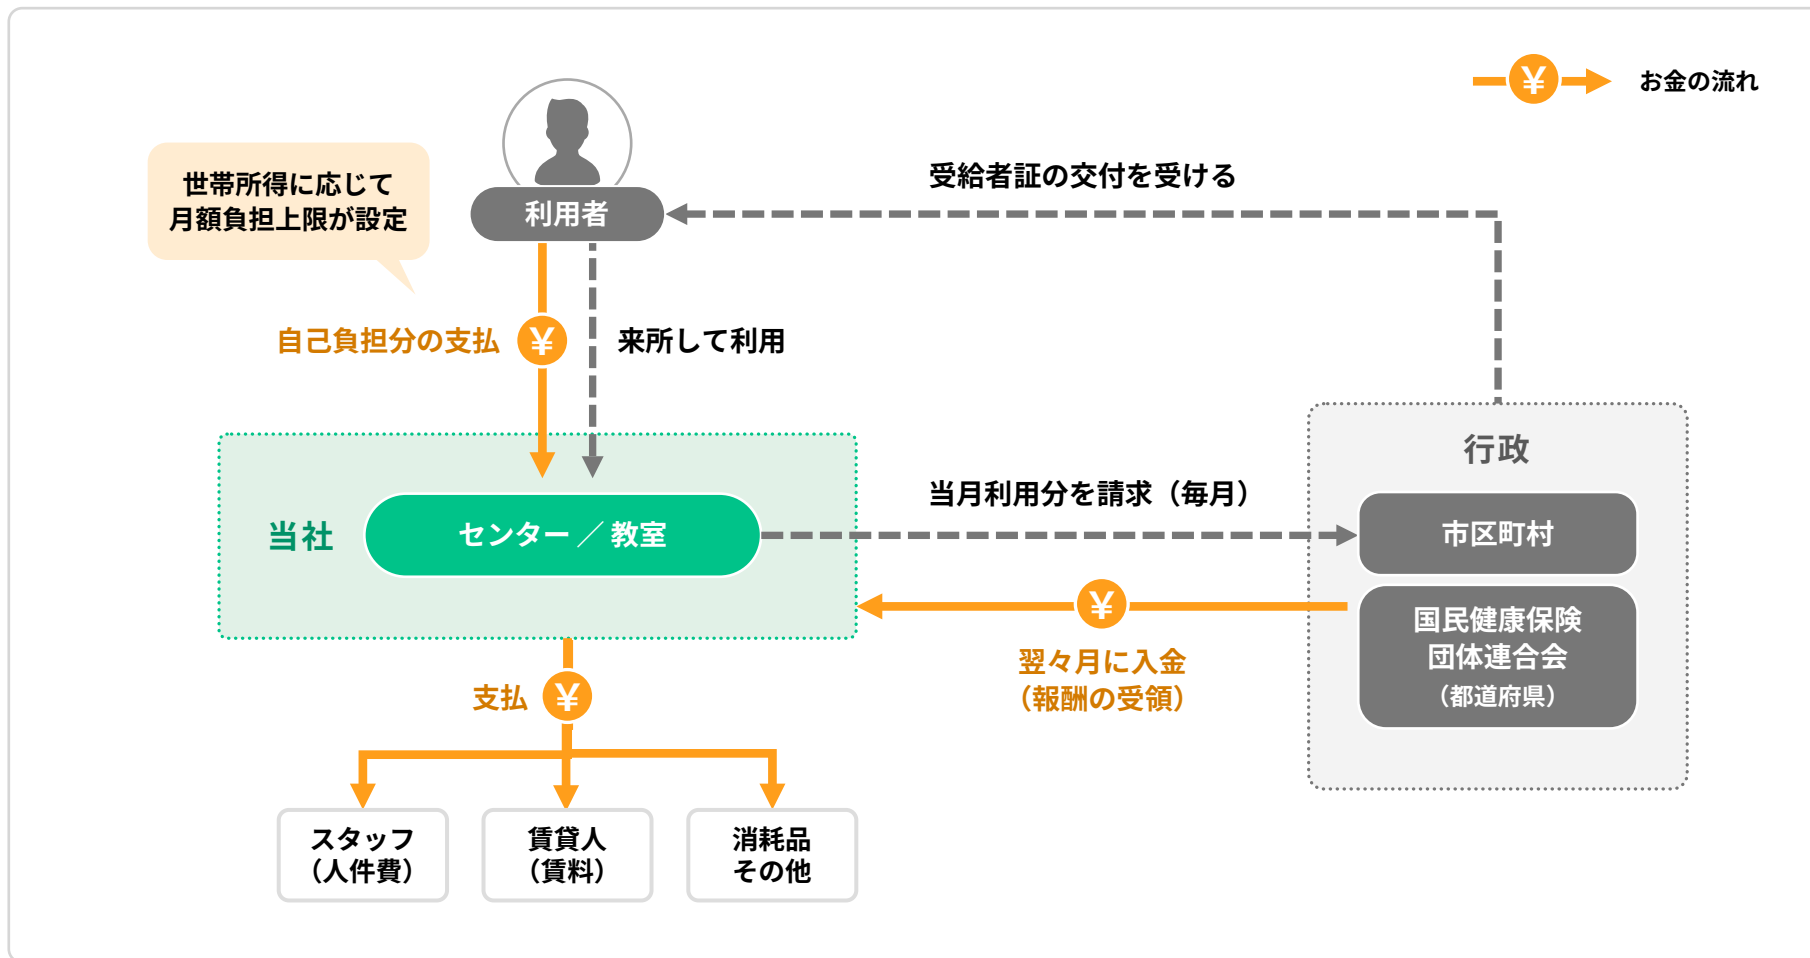 ¥
お金の流れ
世帯所得に応じて
月額負担上限が設定
利用者
受給者証の交付を受ける
自己負担分の支払
¥
来所して利用
行政
当社
センター ／ 教室
当月利用分を請求（毎月）
市区町村
¥
国民健康保険
団体連合会
（都道府県）
翌々月に入金
（報酬の受領）
支払
¥
スタッフ
（人件費）
賃貸人
（賃料）
消耗品
その他